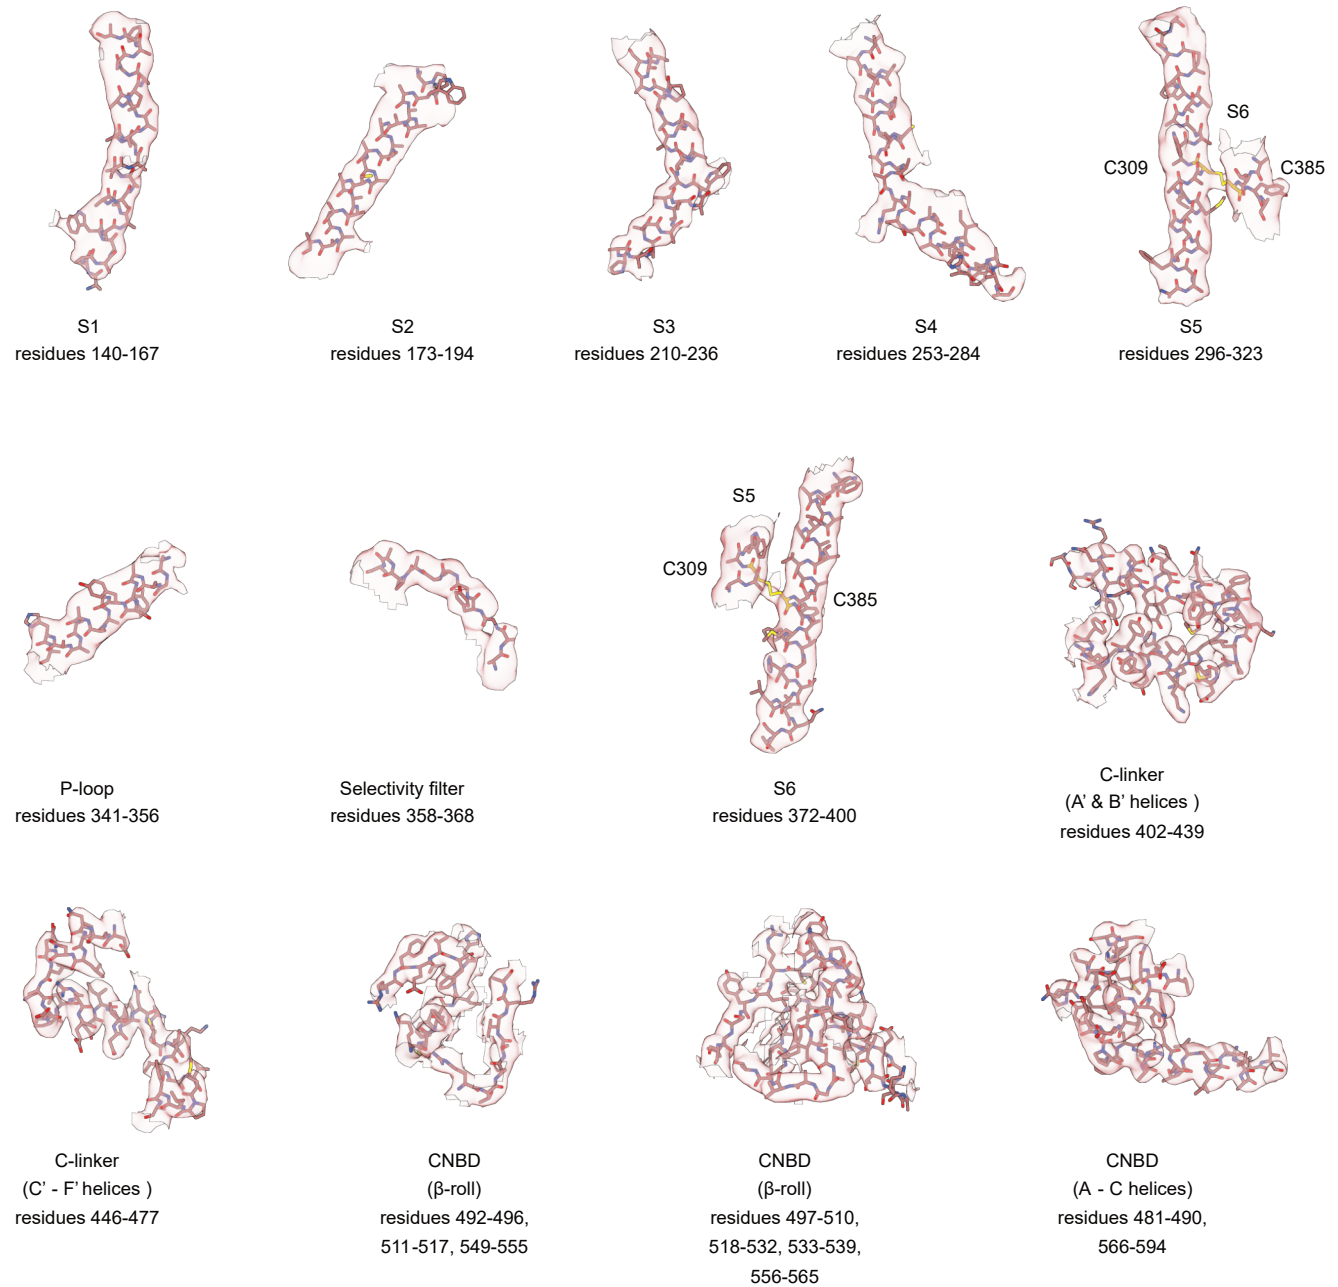 S6
C309
C385
S1
residues 140-167
S2
residues 173-194
S3
residues 210-236
S4
residues 253-284
S5
residues 296-323
S5
C309
C385
P-loop
residues 341-356
Selectivity filter
residues 358-368
S6
residues 372-400
C-linker
(A' & B' helices )
residues 402-439
C-linker
(C' - F' helices )
residues 446-477
CNBD
(β-roll)
residues 492-496,
511-517, 549-555
CNBD
(β-roll)
residues 497-510,
518-532, 533-539,
556-565
CNBD
(A - C helices)
residues 481-490,
566-594